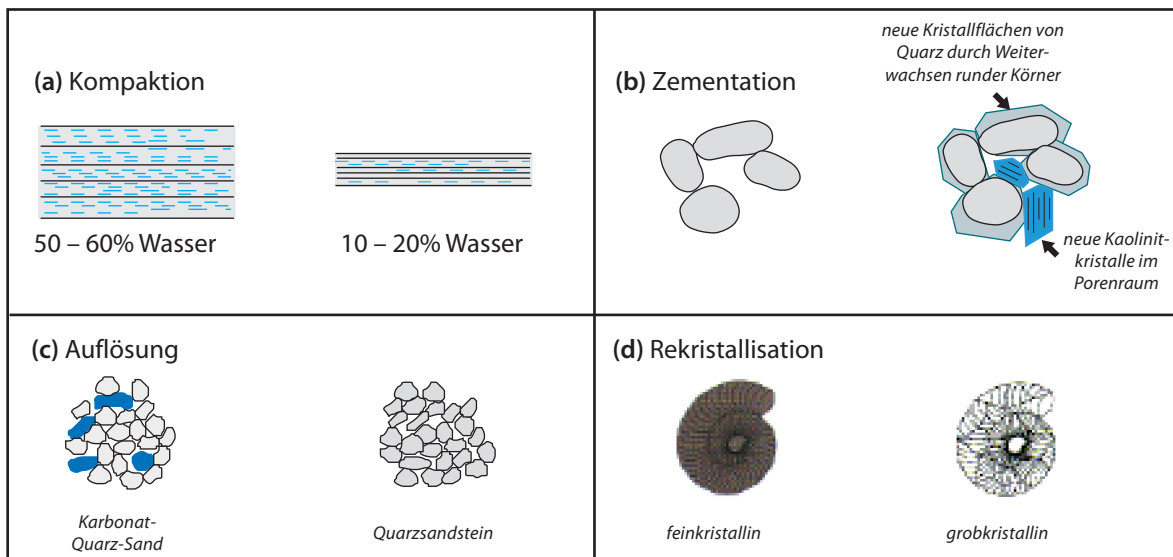 (a) Kompaktion
50 – 60% Wasser
10 – 20% Wasser
(b) Zementation
neue Kristallflächen von
Quarz durch Weiter-
wachsen runder Körner
neue Kaolinit-
kristalle im
Porenraum
(c) Auflösung
Karbonat-
Quarz-Sand
Quarzsandstein
(d) Rekristallisation
feinkristallin
grobkristallin